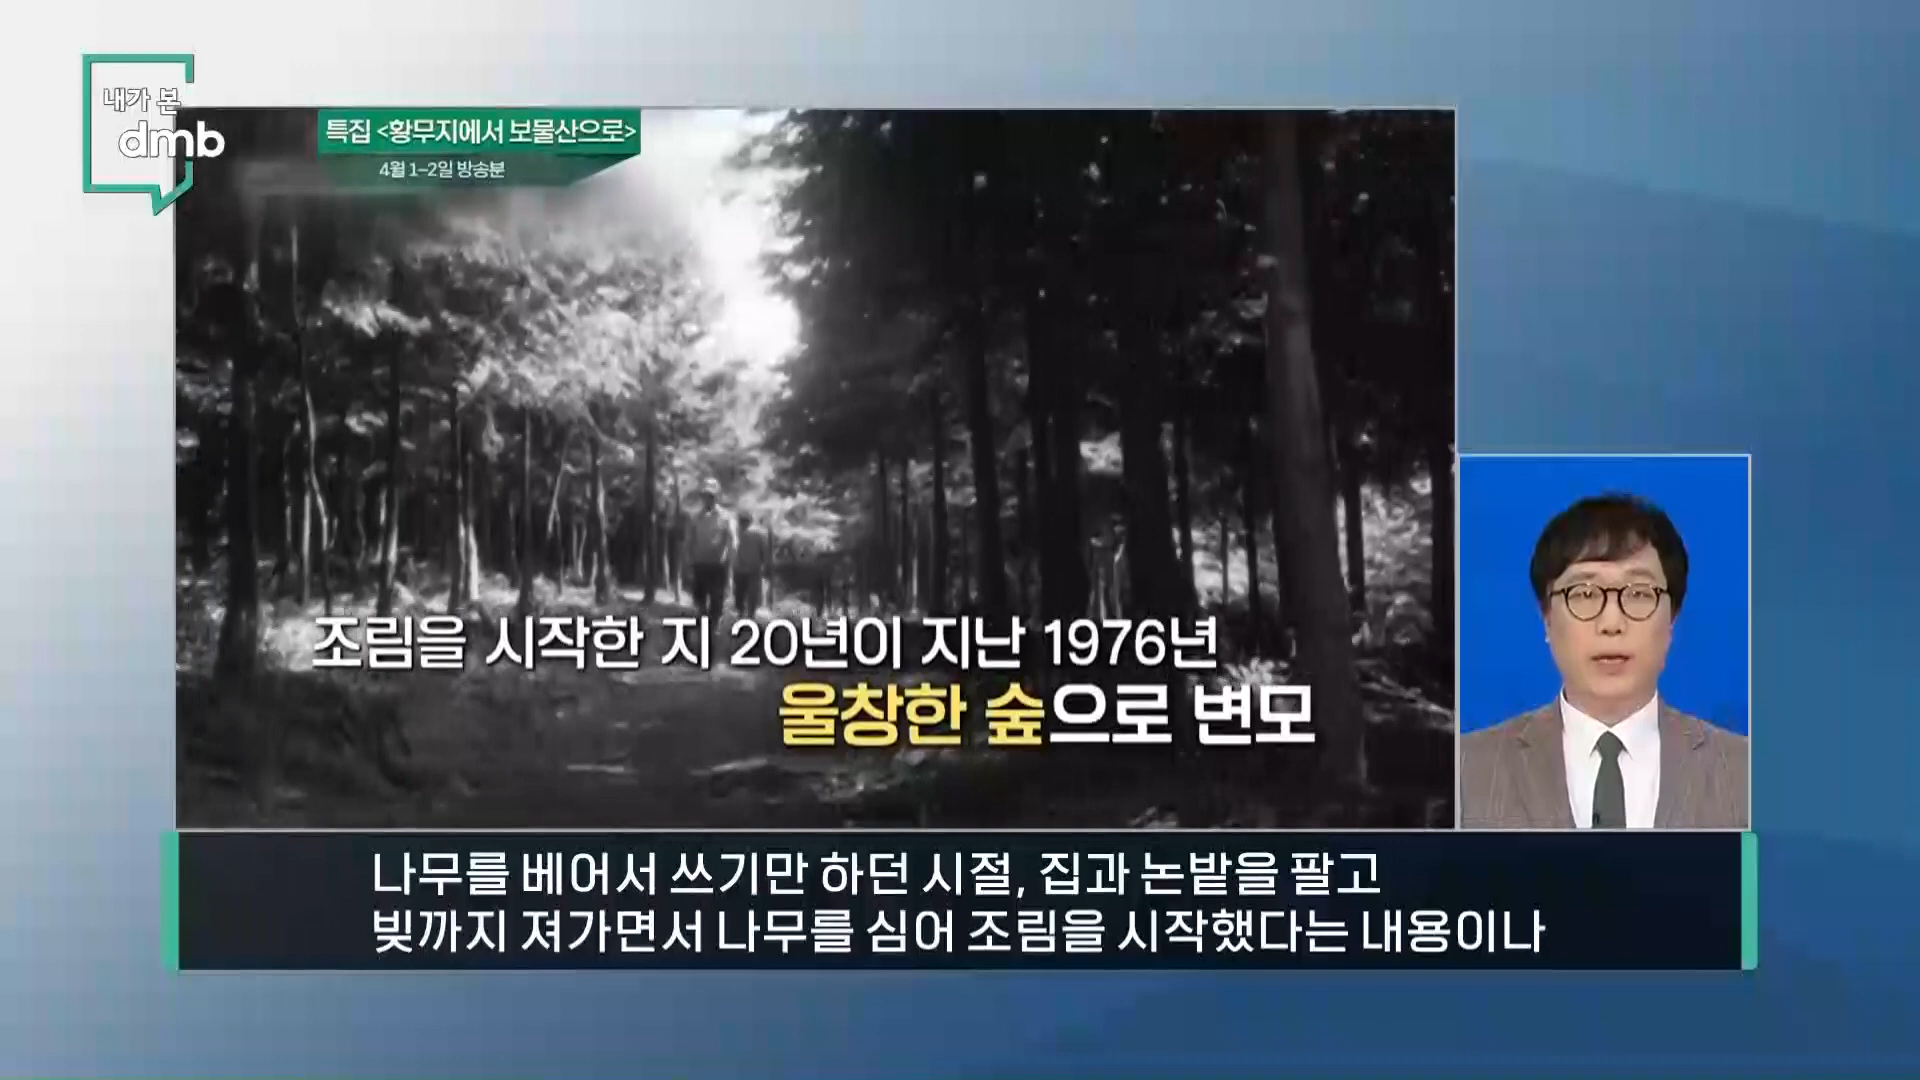 내가 본
dmb
특집 <황무지에서 보물산으로>
4월 1-2일 방송분
조림을 시작한 지 20년이 지난 1976년
울창한 숲으로 변모
나무를 베어서 쓰기만 하던 시절, 집과 논밭을 팔고
빚까지 져가면서 나무를 심어 조림을 시작했다는 내용이나